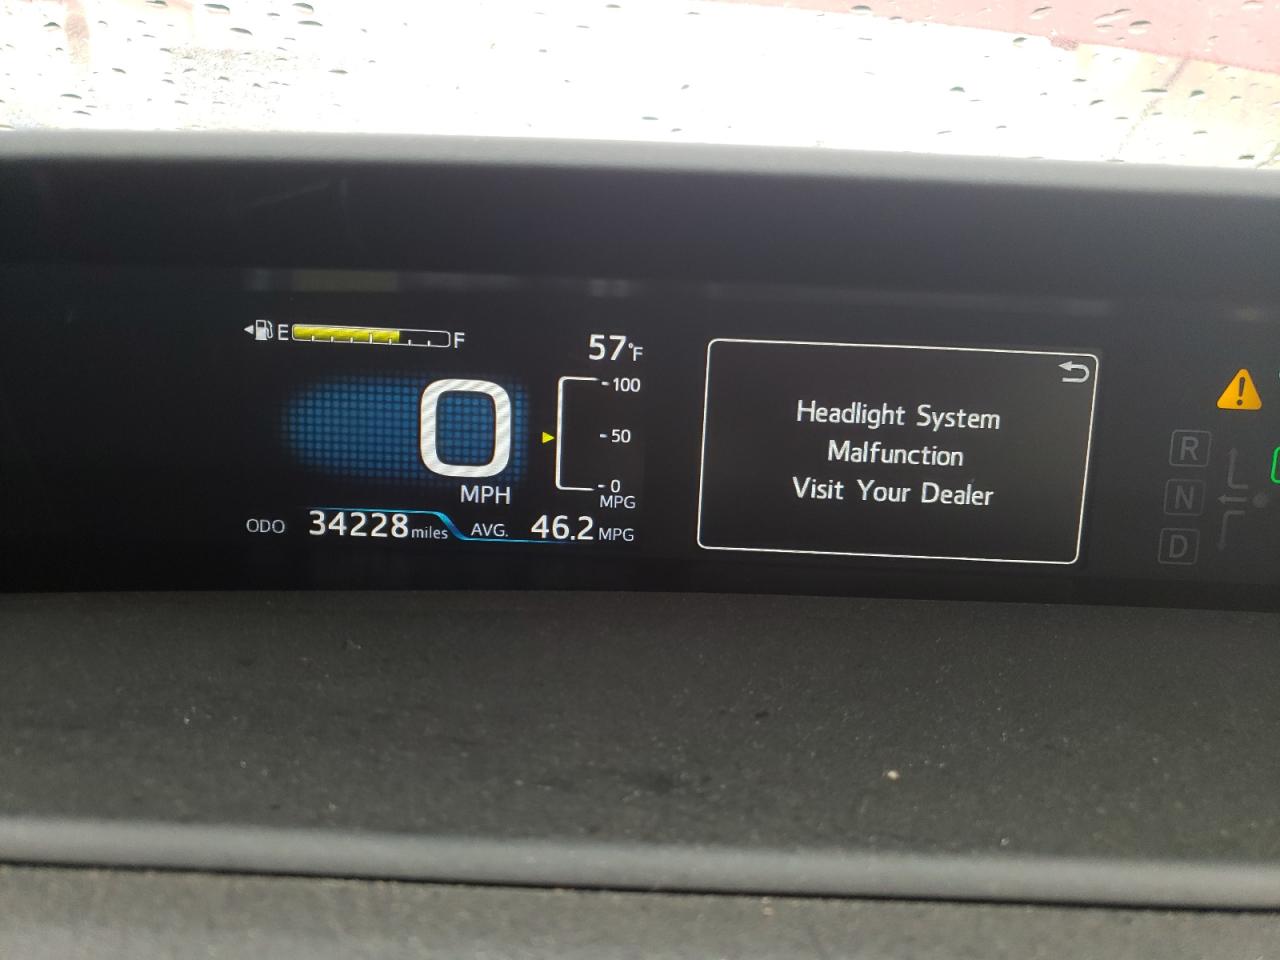 E F
57°F
100
50
0
MPG
0
MPH
ODO 34228 miles AVG. 46.2 MPG
Headlight System
Malfunction
Visit Your Dealer
R
N
D